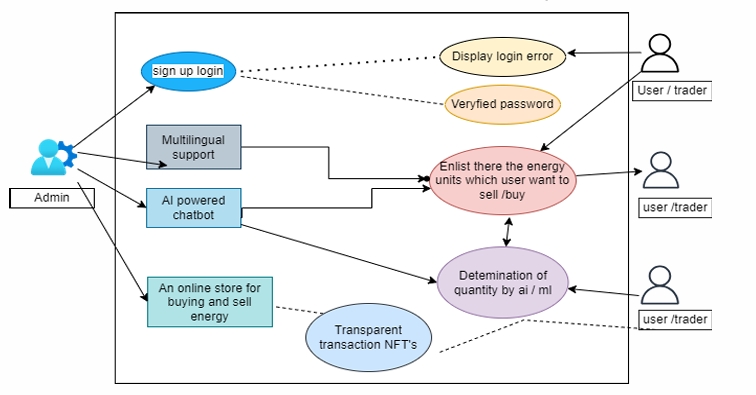 sign up login
Display login error
Veryfied password
User / trader
Admin
Multilingual
support
AI powered
chatbot
Enlist there the energy
units which user want to
sell /buy
user /trader
An online store for
buying and sell
energy
Detemination of
quantity by ai / ml
user /trader
Transparent
transaction NFT's